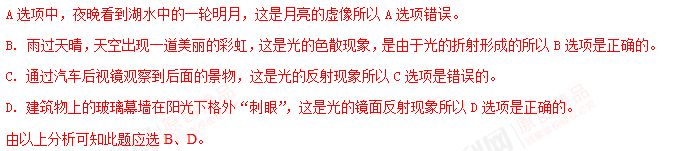 A选项中，夜晚看到湖水中的一轮明月，这是月亮的虚像所以A选项错误。
B. 雨过天晴，天空出现一道美丽的彩虹，这是光的色散现象，是由于光的折射形成的所以B选项是正确的。
C. 通过汽车后视镜观察到后面的景物，这是光的反射现象所以C选项是错误的。
D. 建筑物上的玻璃幕墙在阳光下格外“刺眼”，这是光的镜面反射现象所以D选项是正确的。
由以上分析可知此题应选B、D。